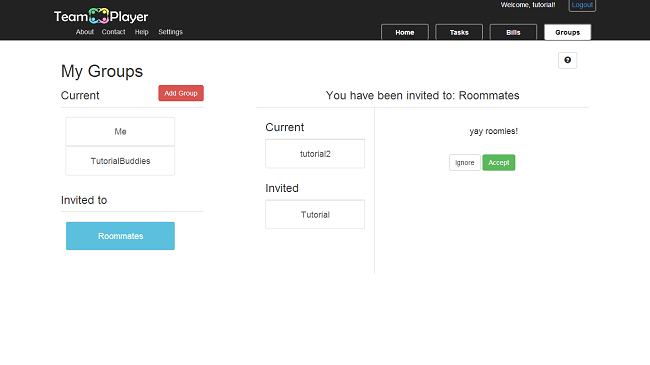 Welcome, tutorial!
Logout
Team Player
About Contact Help Settings
Home Tasks Bills Groups
My Groups
Current
Add Group
Me
TutorialBuddies
Invited to
Roommates
You have been invited to: Roommates
Current
tutorial2
Invited
Tutorial
yay roomies!
Ignore Accept